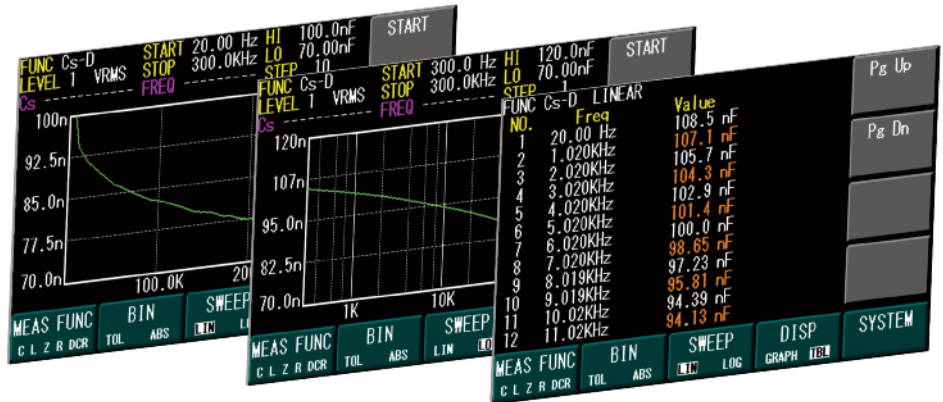 FUNC Cs-D START 20.00 Hz HI 100.0nF START
LEVEL 1 VRMS STOP 300.0KHz LO 70.00nF
STEP 10
Cs FREQ
100n
92.5n
85.0n
77.5n
70.0n
100.0K 20
MEAS FUNC BIN SWEEP
C L Z R DCR TOL ABS LIN
FUNC Cs-D START 300.0 Hz HI 120.0nF START
LEVEL 1 VRMS STOP 300.0KHz LO 70.00nF
STEP 1
Cs FREQ
120n
107n
95.0n
82.5n
70.0n
1K 10K
MEAS FUNC BIN SWEEP
C L Z R DCR TOL ABS LIN
FUNC Cs-D LINEAR
NO. Freq Value
1 20.00 Hz 108.5 nF
2 1.020KHz 107.1 nF
3 2.020KHz 105.7 nF
4 3.020KHz 104.3 nF
5 4.020KHz 102.9 nF
6 5.020KHz 101.4 nF
7 6.020KHz 100.0 nF
8 7.020KHz 98.65 nF
9 8.019KHz 97.23 nF
10 9.019KHz 95.81 nF
11 10.02KHz 94.39 nF
12 11.02KHz 94.13 nF
Pg Up
Pg Dn
MEAS FUNC BIN SWEEP DISP SYSTEM
C L Z R DCR TOL ABS LIN LOG GRAPH TBL